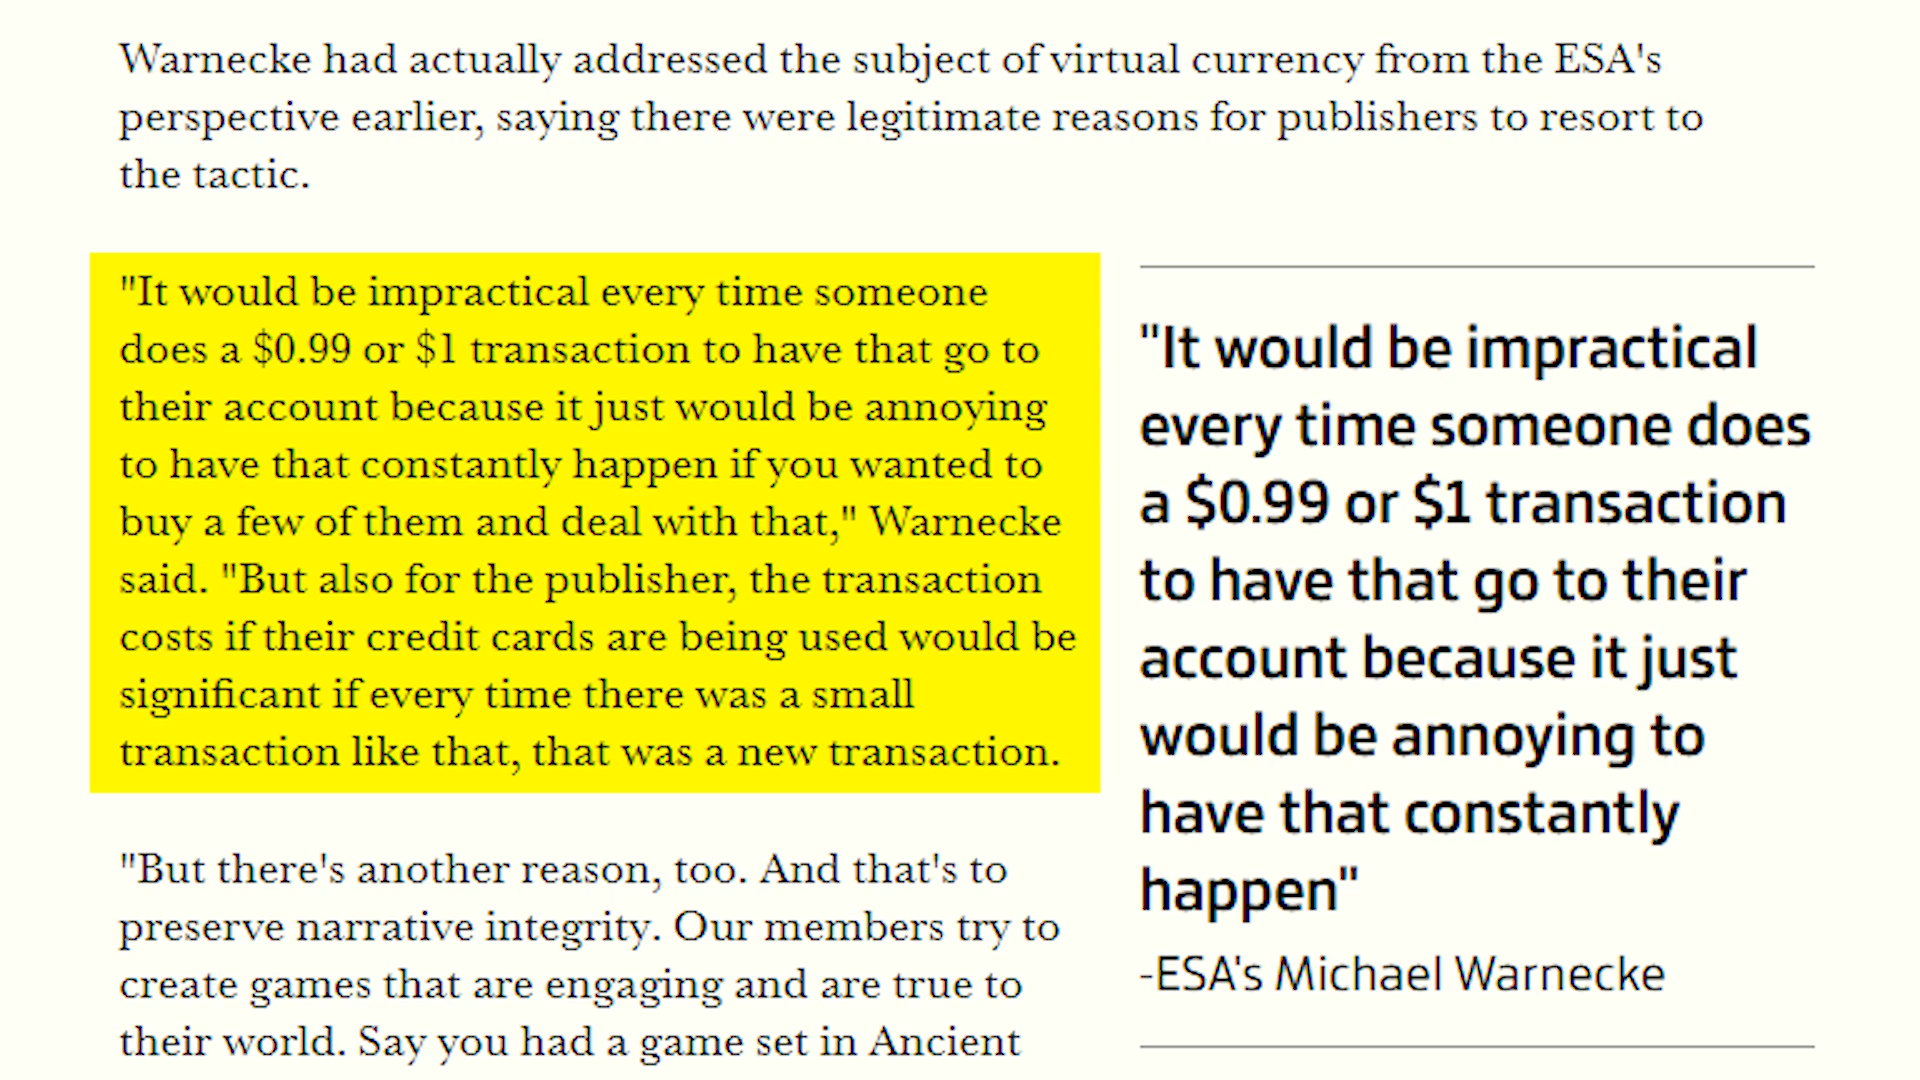 Warnecke had actually addressed the subject of virtual currency from the ESA's
perspective earlier, saying there were legitimate reasons for publishers to resort to
the tactic.
"It would be impractical every time someone
does a $0.99 or $1 transaction to have that go to
their account because it just would be annoying
to have that constantly happen if you wanted to
buy a few of them and deal with that," Warnecke
said. "But also for the publisher, the transaction
costs if their credit cards are being used would be
significant if every time there was a small
transaction like that, that was a new transaction.
"But there's another reason, too. And that's to
preserve narrative integrity. Our members try to
create games that are engaging and are true to
their world. Say you had a game set in Ancient
"It would be impractical
every time someone does
a $0.99 or $1 transaction
to have that go to their
account because it just
would be annoying to
have that constantly
happen"
-ESA's Michael Warnecke